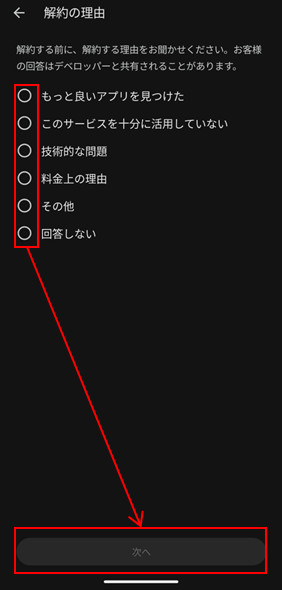 解約の理由
解約する前に、解約する理由をお聞かせください。お客様
の回答はデベロッパーと共有されることがあります。
もっと良いアプリを見つけた
このサービスを十分に活用していない
技術的な問題
料金上の理由
その他
回答しない
次へ